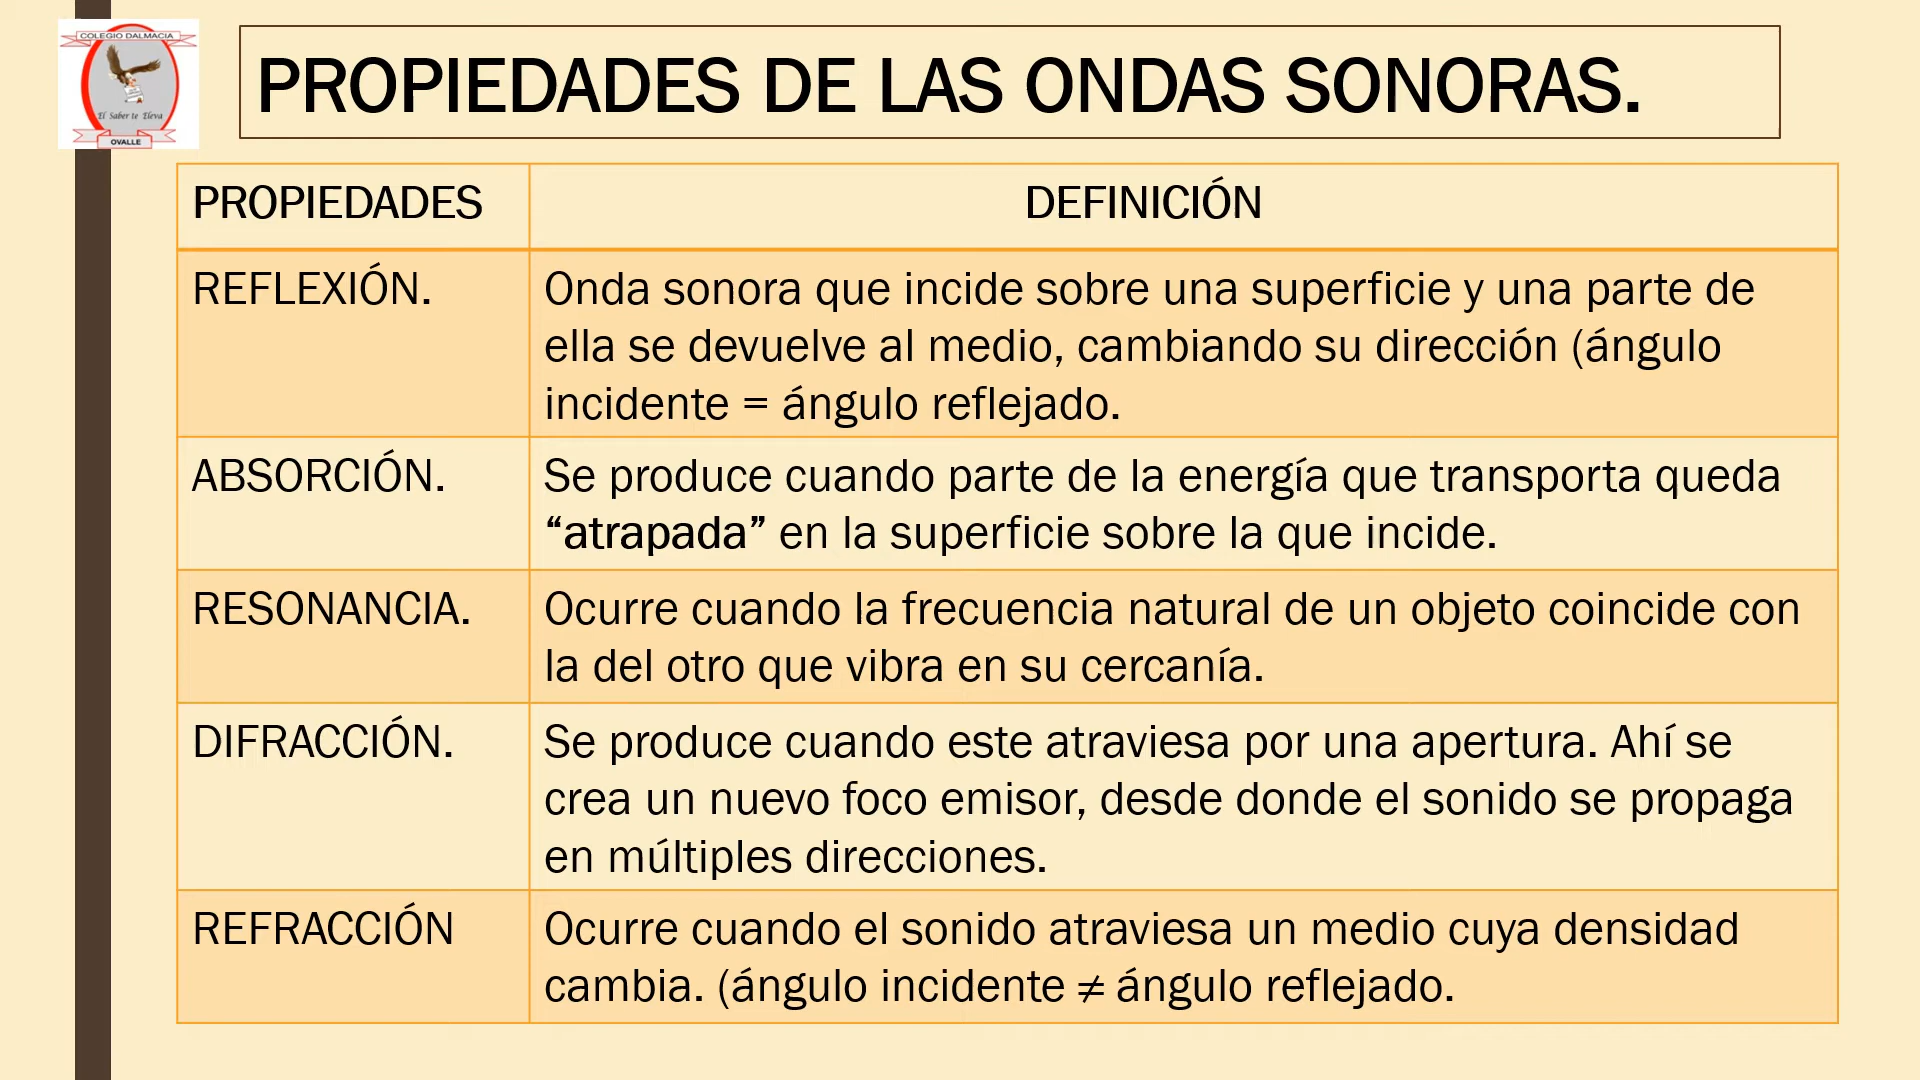 COLEGIO DALMACIA
El Saber te Eleva
OVALLE
PROPIEDADES DE LAS ONDAS SONORAS.
PROPIEDADES
DEFINICIÓN
REFLEXIÓN.
Onda sonora que incide sobre una superficie y una parte de
ella se devuelve al medio, cambiando su dirección (ángulo
incidente = ángulo reflejado.
ABSORCIÓN.
Se produce cuando parte de la energía que transporta queda
“atrapada” en la superficie sobre la que incide.
RESONANCIA.
Ocurre cuando la frecuencia natural de un objeto coincide con
la del otro que vibra en su cercanía.
DIFRACCIÓN.
Se produce cuando este atraviesa por una apertura. Ahí se
crea un nuevo foco emisor, desde donde el sonido se propaga
en múltiples direcciones.
REFRACCIÓN
Ocurre cuando el sonido atraviesa un medio cuya densidad
cambia. (ángulo incidente ≠ ángulo reflejado.